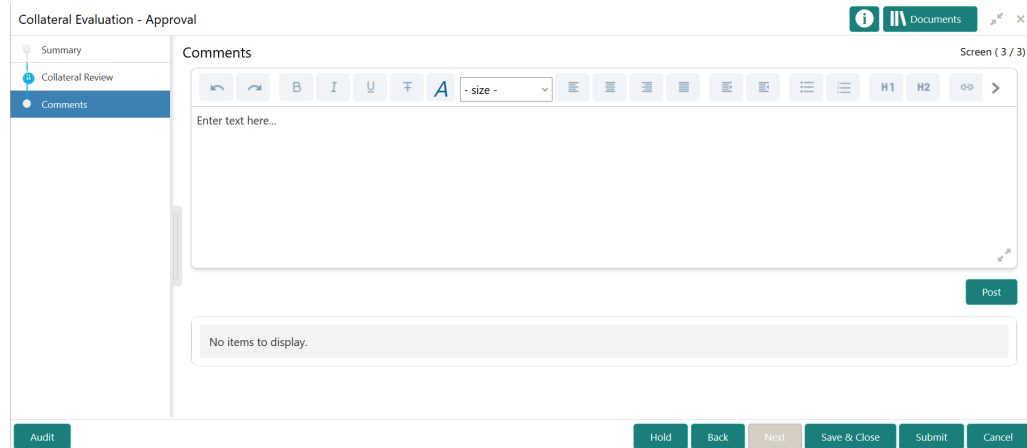 Collateral Evaluation - Approval
Documents
Summary
Collateral Review
Comments
Comments
Screen ( 3 / 3)
B I U T A - size - H1 H2
Enter text here...
Post
No items to display.
Audit
Hold Back Next Save & Close Submit Cancel